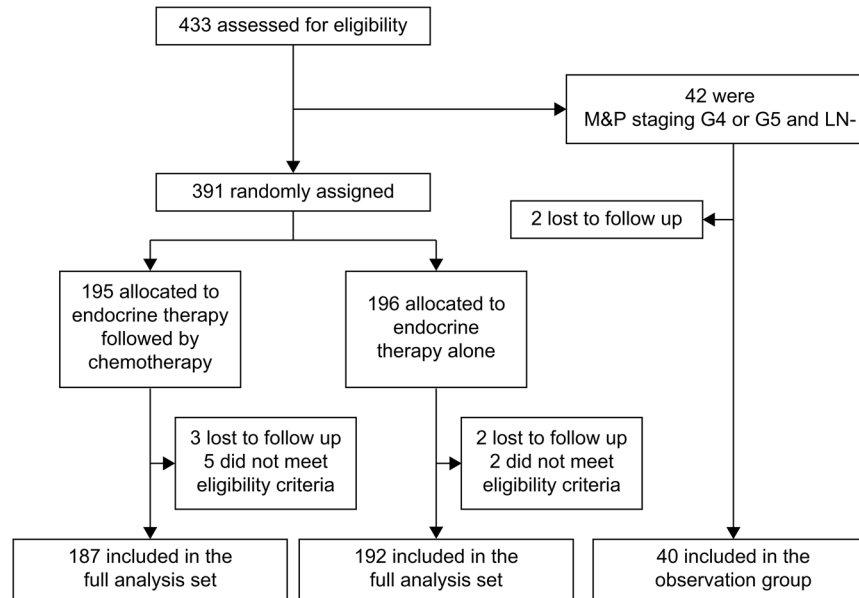 433 assessed for eligibility
42 were
M&P staging G4 or G5 and LN-
391 randomly assigned
2 lost to follow up
195 allocated to
endocrine therapy
followed by
chemotherapy
196 allocated to
endocrine
therapy alone
3 lost to follow up
5 did not meet
eligibility criteria
2 lost to follow up
2 did not meet
eligibility criteria
187 included in the
full analysis set
192 included in the
full analysis set
40 included in the
observation group